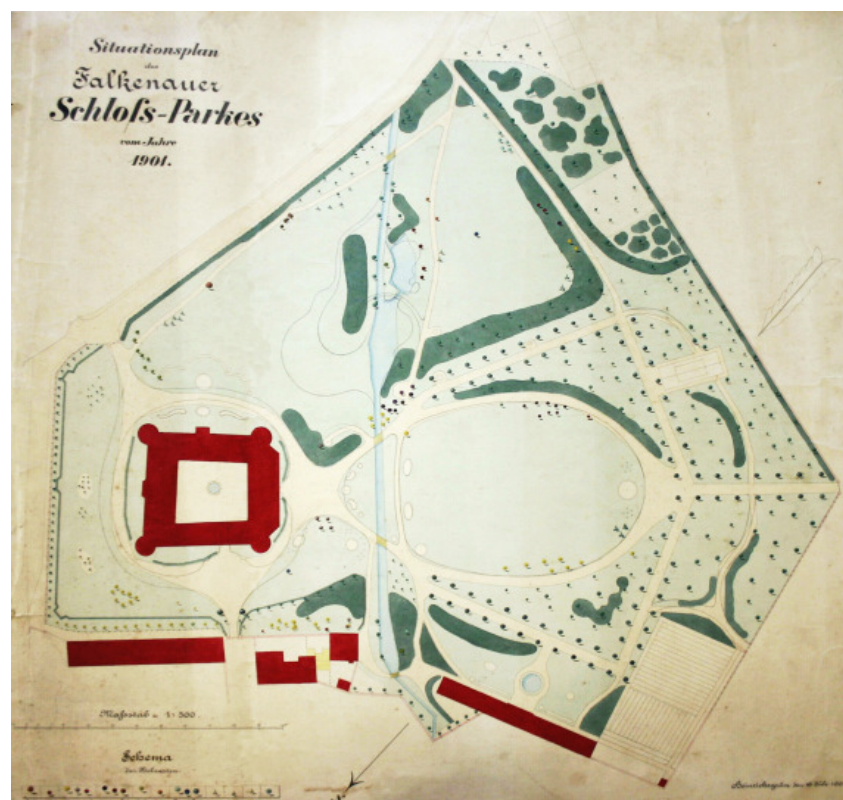 Situationsplan
des
Falkenauer
Schloss-Parkes
vom Jahre
1901.
Maßstab 1:500.
Schema